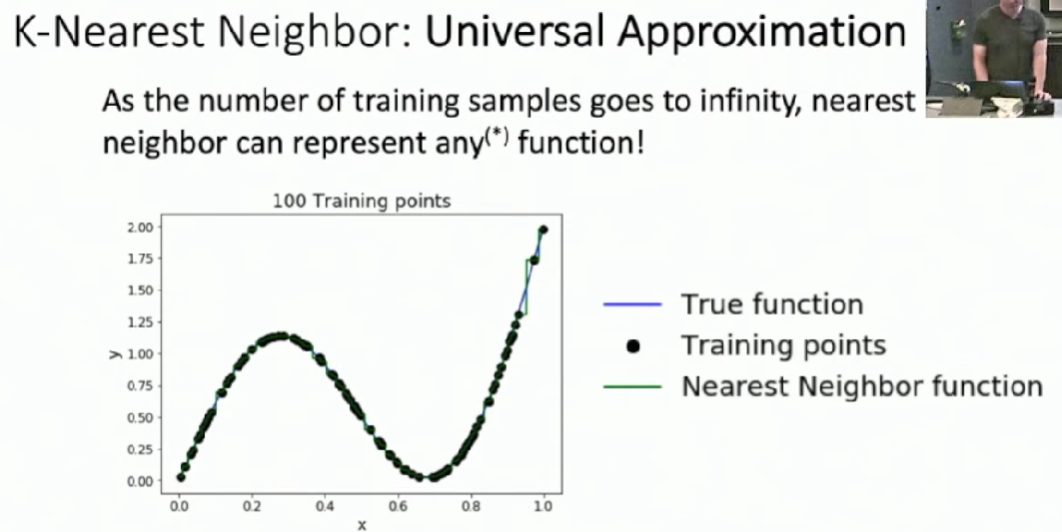 K-Nearest Neighbor: Universal Approximation
As the number of training samples goes to infinity, nearest
neighbor can represent any(*) function!
100 Training points
2.00
1.75
1.50
1.25
1.00
0.75
0.50
0.25
0.00
y
0.0 0.2 0.4 0.6 0.8 1.0
x
True function
Training points
Nearest Neighbor function